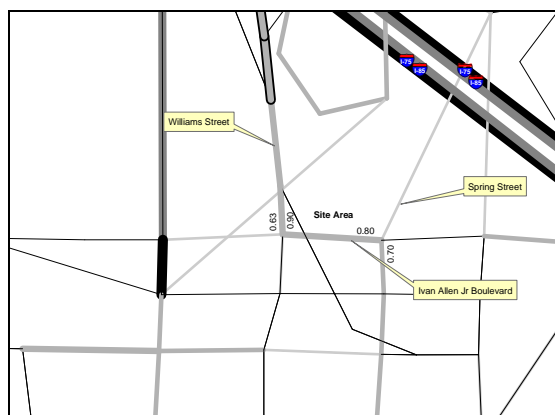 I-75
I-85
I-75
I-85
Williams Street
Spring Street
Site Area
0.63
0.90
0.80
0.70
Ivan Allen Jr Boulevard